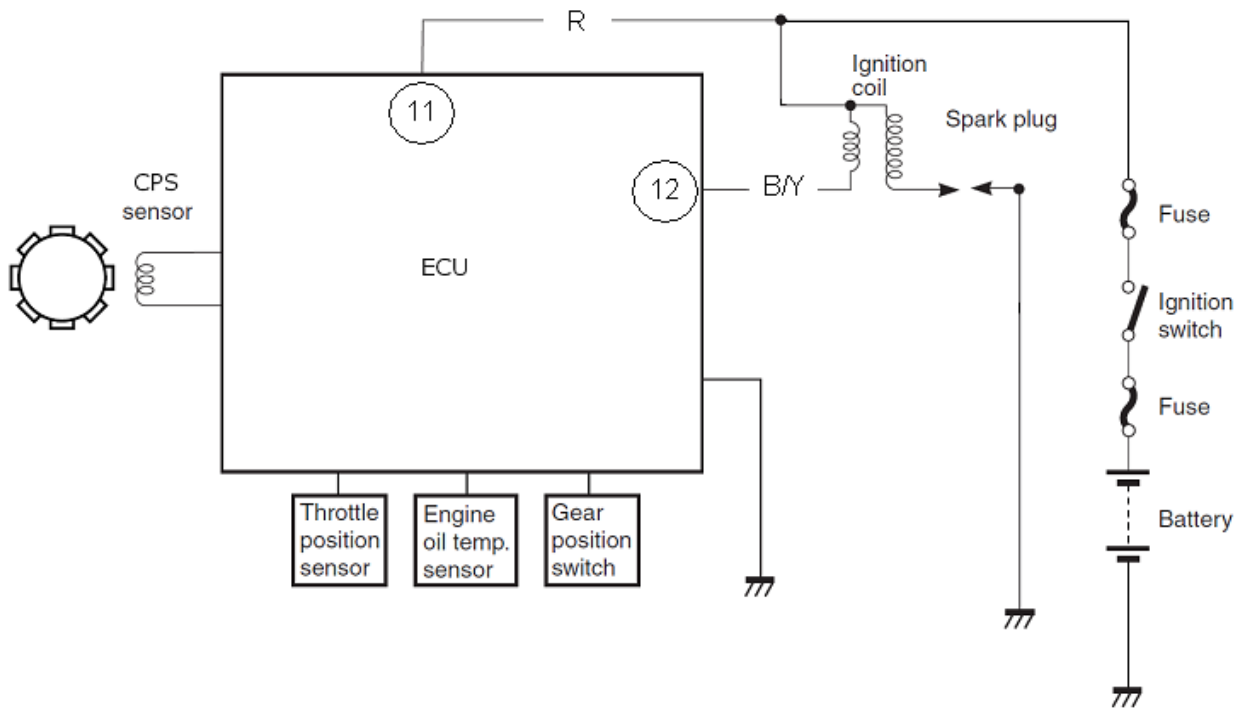 R
11
Ignition
coil
Spark plug
12
B/Y
CPS
sensor
Fuse
ECU
Ignition
switch
Fuse
Throttle
position
sensor
Engine
oil temp.
sensor
Gear
position
switch
Battery